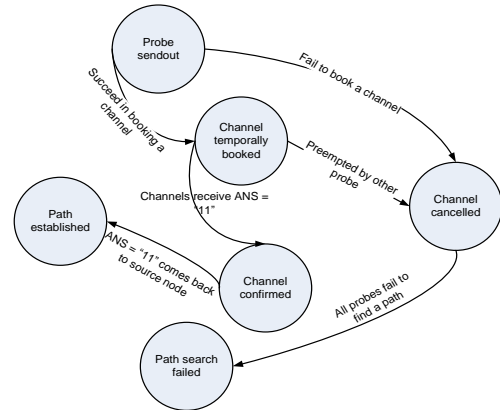 Probe
sendout
Fail to book a channel
Succeed in booking a
channel
Channel
temporally
booked
Preempted by other
probe
Channel
cancelled
Channels receive ANS =
"11"
Path
established
ANS = "11" comes back
to source node
Channel
confirmed
All probes fail to
find a path
Path search
failed